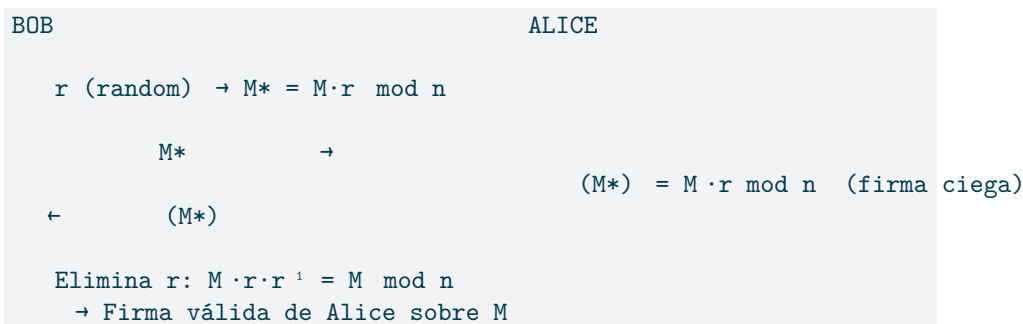 BOB ALICE
r (random) → M* = M·r mod n
M* →
(M*) = M ·r mod n (firma ciega)
← (M*)
Elimina r: M ·r·r ¹ = M mod n
→ Firma válida de Alice sobre M